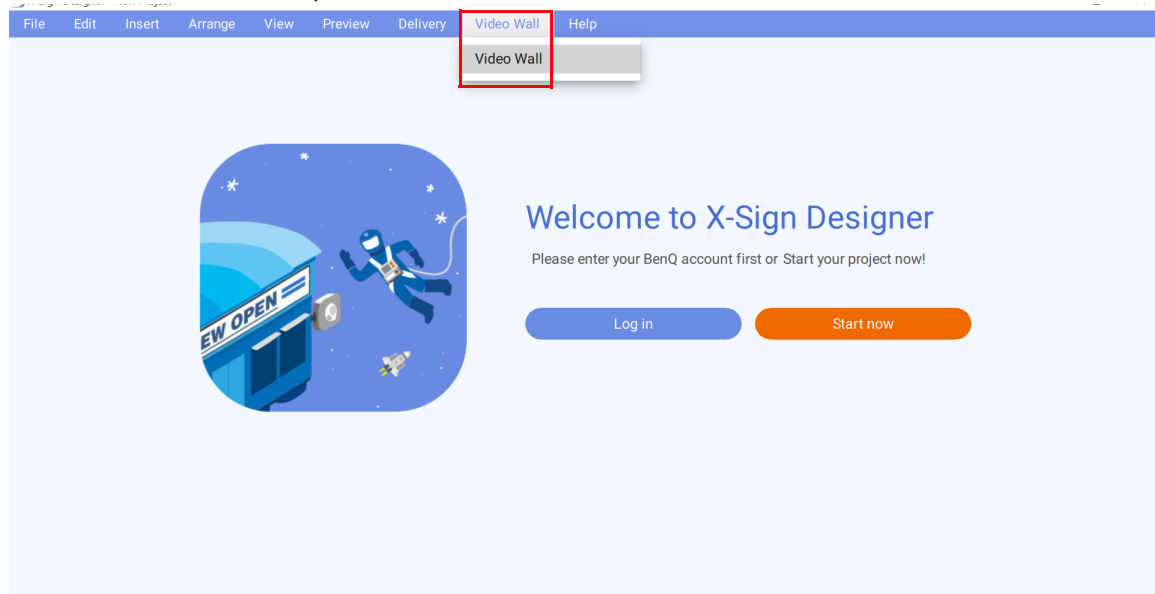 File Edit Insert Arrange View Preview Delivery Video Wall Help
Video Wall
EW OPEN
Welcome to X-Sign Designer
Please enter your BenQ account first or Start your project now!
Log in Start now